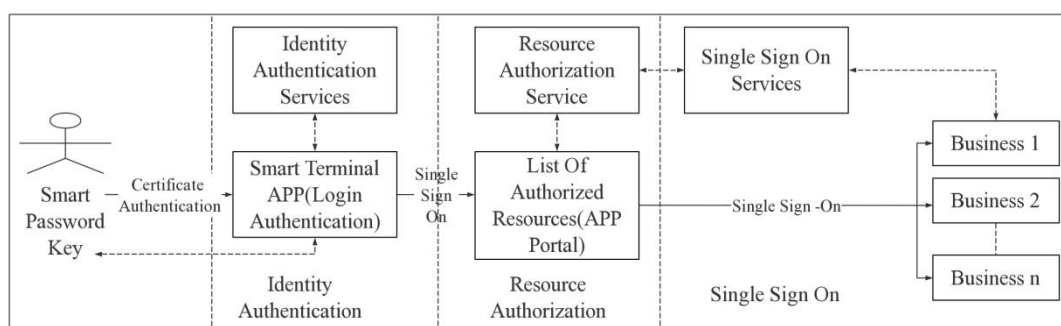 Identity
Authentication
Services
Resource
Authorization
Service
Single Sign On
Services
Smart
Password
Key
Certificate
Authentication
Smart Terminal
APP(Login
Authentication)
Single
Sign
On
List Of
Authorized
Resources(APP
Portal)
Single Sign -On
Business 1
Business 2
Business n
Identity
Authentication
Resource
Authorization
Single Sign On